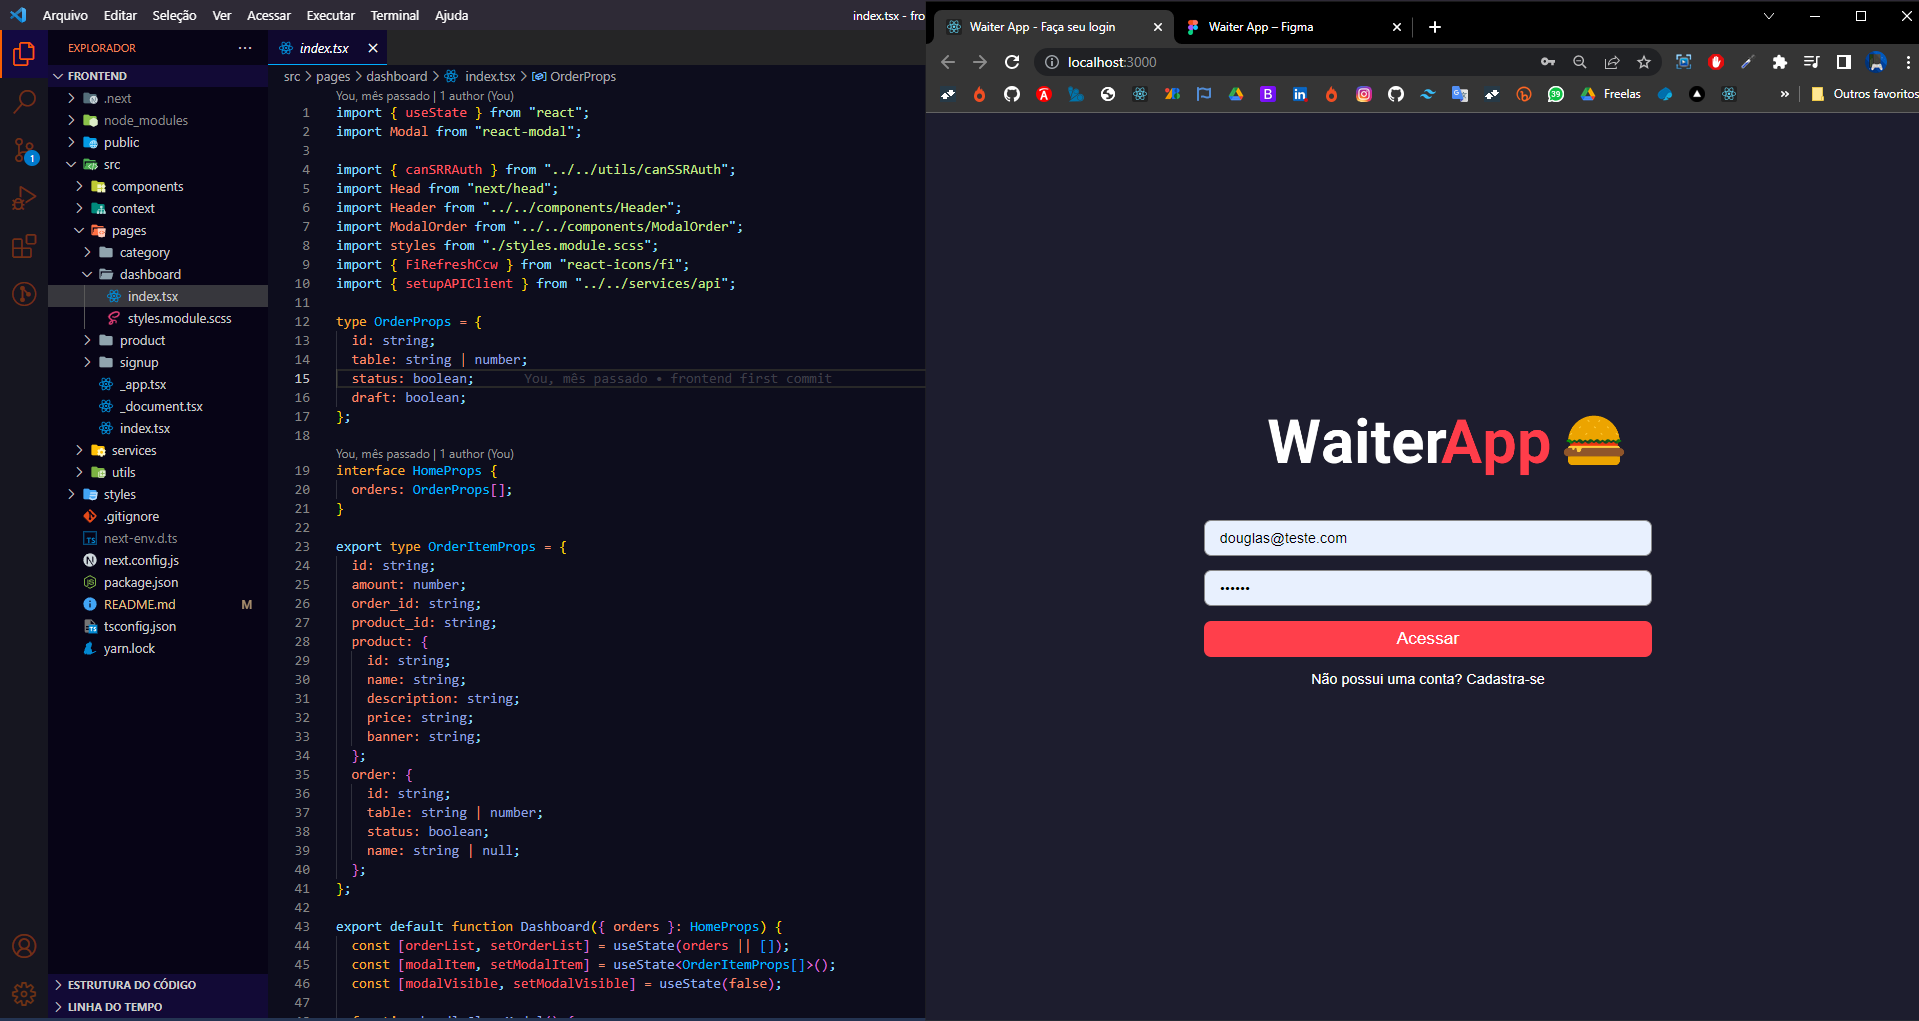 Arquivo Editar Seleção Ver Acessar Executar Terminal Ajuda
index.tsx - fro
EXPLORADOR
FRONTEND
.next
node_modules
public
src
components
context
pages
category
dashboard
index.tsx
styles.module.scss
product
signup
_app.tsx
_document.tsx
index.tsx
services
utils
styles
.gitignore
next-env.d.ts
next.config.js
package.json
README.md M
tsconfig.json
yarn.lock
ESTRUTURA DO CÓDIGO
LINHA DO TEMPO
1
index.tsx
src > pages > dashboard > index.tsx > OrderProps
You, mês passado | 1 author (You)
1 import { useState } from "react";
2 import Modal from "react-modal";
3
4 import { canSRRAuth } from "../../utils/canSSRAuth";
5 import Head from "next/head";
6 import Header from "../../components/Header";
7 import ModalOrder from "../../components/ModalOrder";
8 import styles from "./styles.module.scss";
9 import { FiRefreshCcw } from "react-icons/fi";
10 import { setupAPIClient } from "../../services/api";
11
12 type OrderProps = {
13 id: string;
14 table: string | number;
15 status: boolean; You, mês passado • frontend first commit
16 draft: boolean;
17 };
18
You, mês passado | 1 author (You)
19 interface HomeProps {
20 orders: OrderProps[];
21 }
22
23 export type OrderItemProps = {
24 id: string;
25 amount: number;
26 order_id: string;
27 product_id: string;
28 product: {
29 id: string;
30 name: string;
31 description: string;
32 price: string;
33 banner: string;
34 };
35 order: {
36 id: string;
37 table: string | number;
38 status: boolean;
39 name: string | null;
40 };
41 };
42
43 export default function Dashboard({ orders }: HomeProps) {
44 const [orderList, setOrderList] = useState(orders || []);
45 const [modalItem, setModalItem] = useState<OrderItemProps[]>();
46 const [modalVisible, setModalVisible] = useState(false);
47
Waiter App - Faça seu login
Waiter App – Figma
localhost:3000
39
Freelas
Outros favoritos
WaiterApp
douglas@teste.com
••••••
Acessar
Não possui uma conta? Cadastra-se